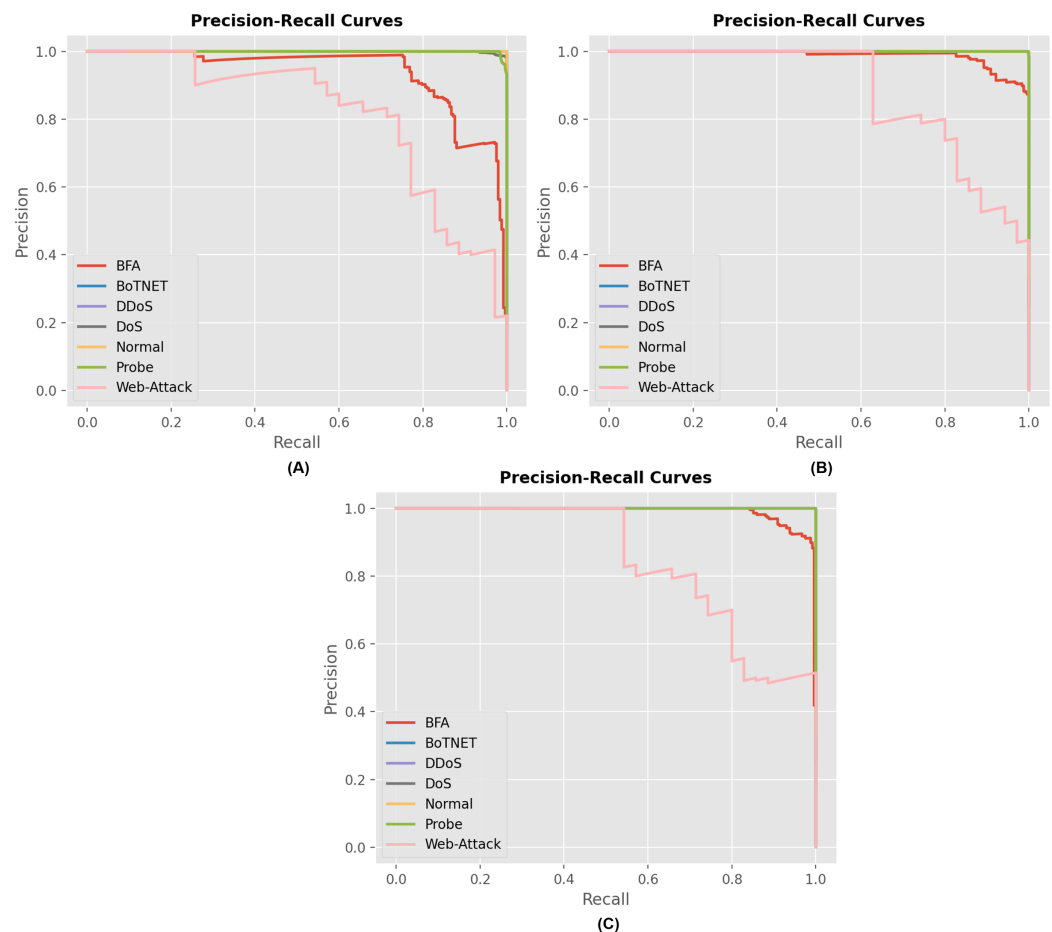 Precision-Recall Curves
1.0
0.8
0.6
0.4
0.2
0.0
Precision
BFA
BoTNET
DDoS
DoS
Normal
Probe
Web-Attack
0.0 0.2 0.4 0.6 0.8 1.0
Recall
(A)
Precision-Recall Curves
1.0
0.8
0.6
0.4
0.2
0.0
Precision
BFA
BoTNET
DDoS
DoS
Normal
Probe
Web-Attack
0.0 0.2 0.4 0.6 0.8 1.0
Recall
(B)
Precision-Recall Curves
1.0
0.8
0.6
0.4
0.2
0.0
Precision
BFA
BoTNET
DDoS
DoS
Normal
Probe
Web-Attack
0.0 0.2 0.4 0.6 0.8 1.0
Recall
(C)